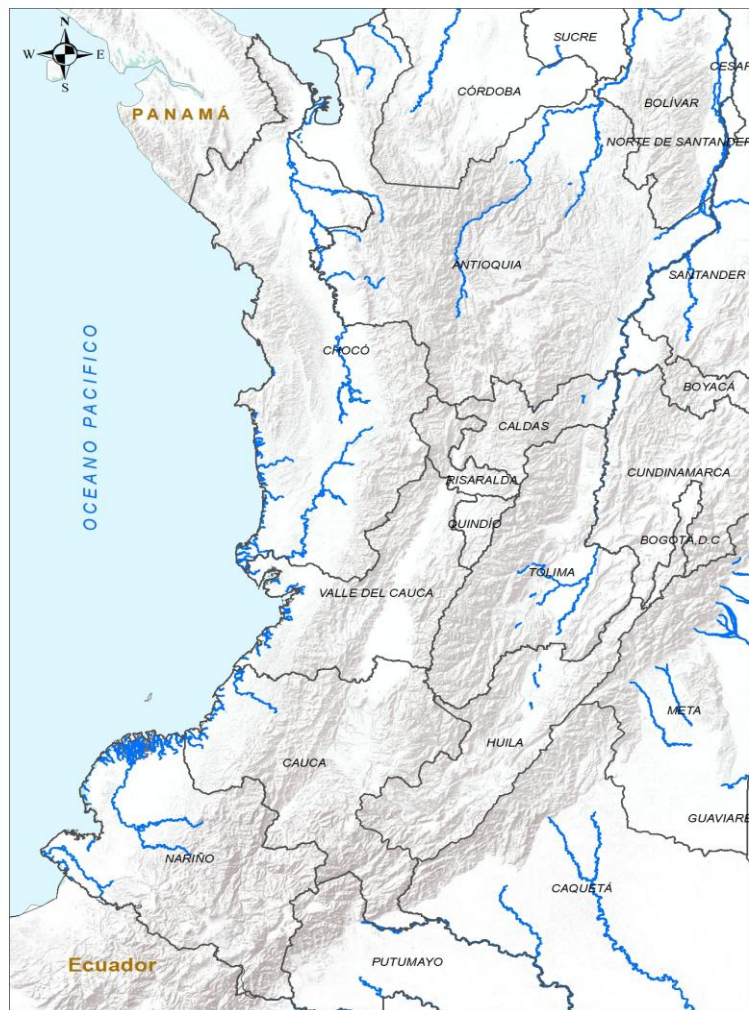 N
W E
S
SUCRE
CESAR
CÓRDOBA
BOLÍVAR
PANAMÁ
NORTE DE SANTANDER
ANTIOQUIA
SANTANDER
OCEANO PACIFICO
CHOCÓ
BOYACÁ
CALDAS
CUNDINAMARCA
RISARALDA
QUINDÍO
BOGOTÁ,D.C
TOLIMA
VALLE DEL CAUCA
META
HUILA
CAUCA
GUAVIARE
NARIÑO
CAQUETÁ
PUTUMAYO
Ecuador